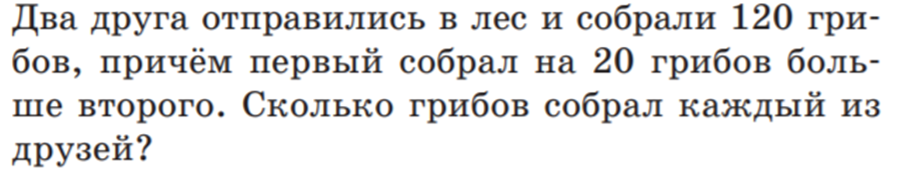 Два друга отправились в лес и собрали 120 гри-
бов, причём первый собрал на 20 грибов боль-
ше второго. Сколько грибов собрал каждый из
друзей?